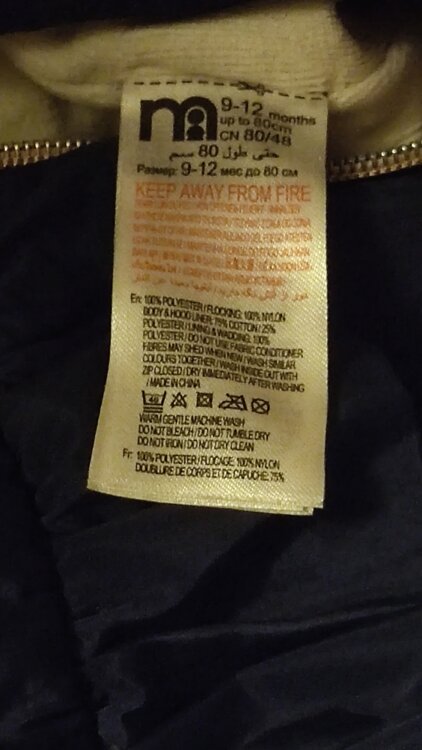 m
9-12 months
up to 80cm
CN 80/48
حتى طول 80 سم
Размер: 9-12 мес до 80 см
KEEP AWAY FROM FIRE
En: 100% POLYESTER / FLOCKING: 100% NYLON
BODY & HOOD LINER: 75% COTTON / 25%
POLYESTER / LINING & WADDING: 100%
POLYESTER / DO NOT USE FABRIC CONDITIONER
FIBRES MAY SHED WHEN NEW / WASH SIMILAR
COLOURS TOGETHER / WASH INSIDE OUT WITH
ZIP CLOSED / DRY IMMEDIATELY AFTER WASHING
/ MADE IN CHINA
40
WARM GENTLE MACHINE WASH
DO NOT BLEACH / DO NOT TUMBLE DRY
DO NOT IRON / DO NOT DRY CLEAN
Fr: 100% POLYESTER / FLOCAGE: 100% NYLON
DOUBLURE DE CORPS ET DE CAPUCHE: 75%